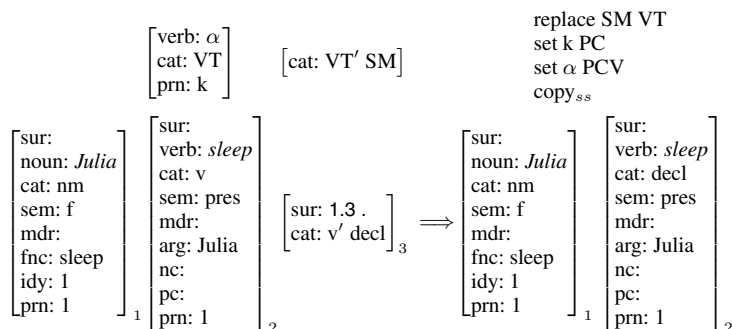 verb: α
cat: VT
prn: k
cat: VT′ SM
replace SM VT
set k PC
set α PCV
copy_ss
sur:
noun: Julia
cat: nm
sem: f
mdr:
fnc: sleep
idy: 1
prn: 1
1
sur:
verb: sleep
cat: v
sem: pres
mdr:
arg: Julia
nc:
pc:
prn: 1
2
sur: 1.3 .
cat: v′ decl
3
⟹
sur:
noun: Julia
cat: nm
sem: f
mdr:
fnc: sleep
idy: 1
prn: 1
1
sur:
verb: sleep
cat: decl
sem: pres
mdr:
arg: Julia
nc:
pc:
prn: 1
2